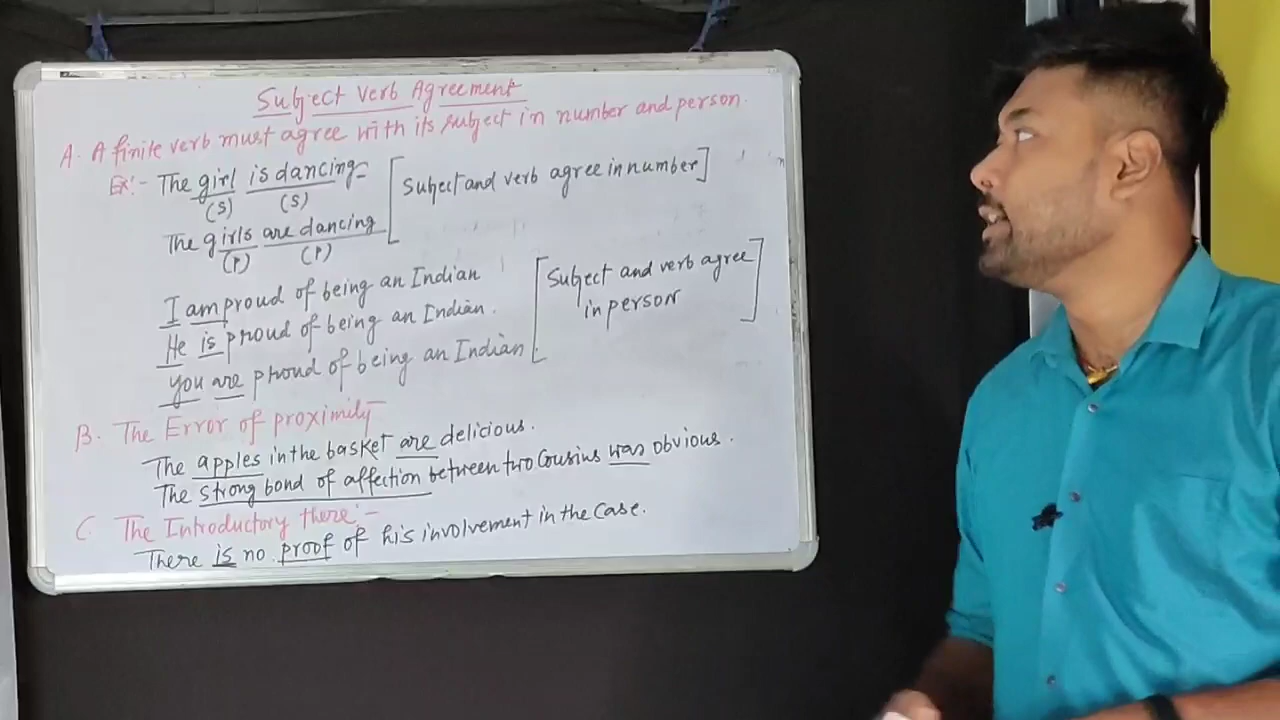 Subject Verb Agreement
A. A finite verb must agree with its subject in number and person.
Ex:- The girl is dancing [Subject and verb agree in number]
(S) (S)
The girls are dancing
(P) (P)
I am proud of being an Indian [Subject and verb agree
He is proud of being an Indian. in person]
you are proud of being an Indian
B. The Error of proximity
The apples in the basket are delicious.
The strong bond of affection between two Cousins was obvious.
C. The Introductory there:-
There is no proof of his involvement in the case.